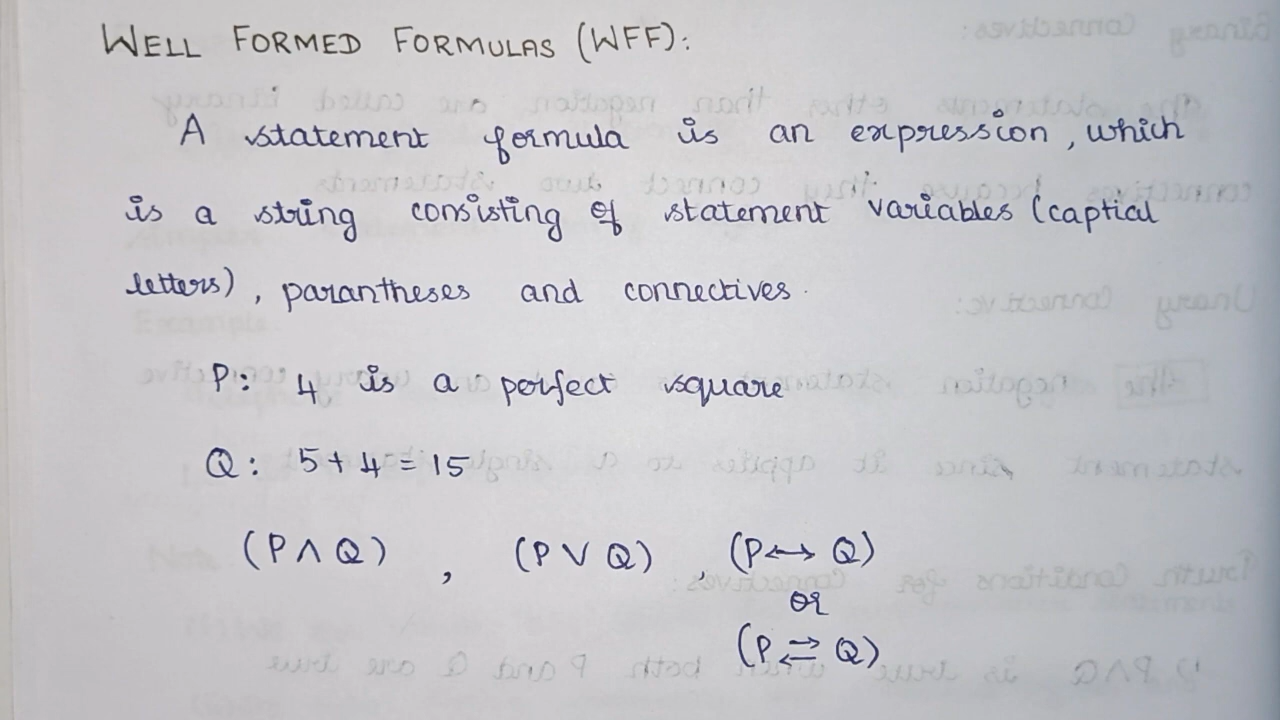 WELL FORMED FORMULAS (WFF):
A statement formula is an expression, which
is a string consisting of statement variables (captial
letters), parantheses and connectives.
P: 4 is a perfect square
Q: 5+4=15
(P∧Q) , (P∨Q) , (P↔Q)
or
(P⇄Q)